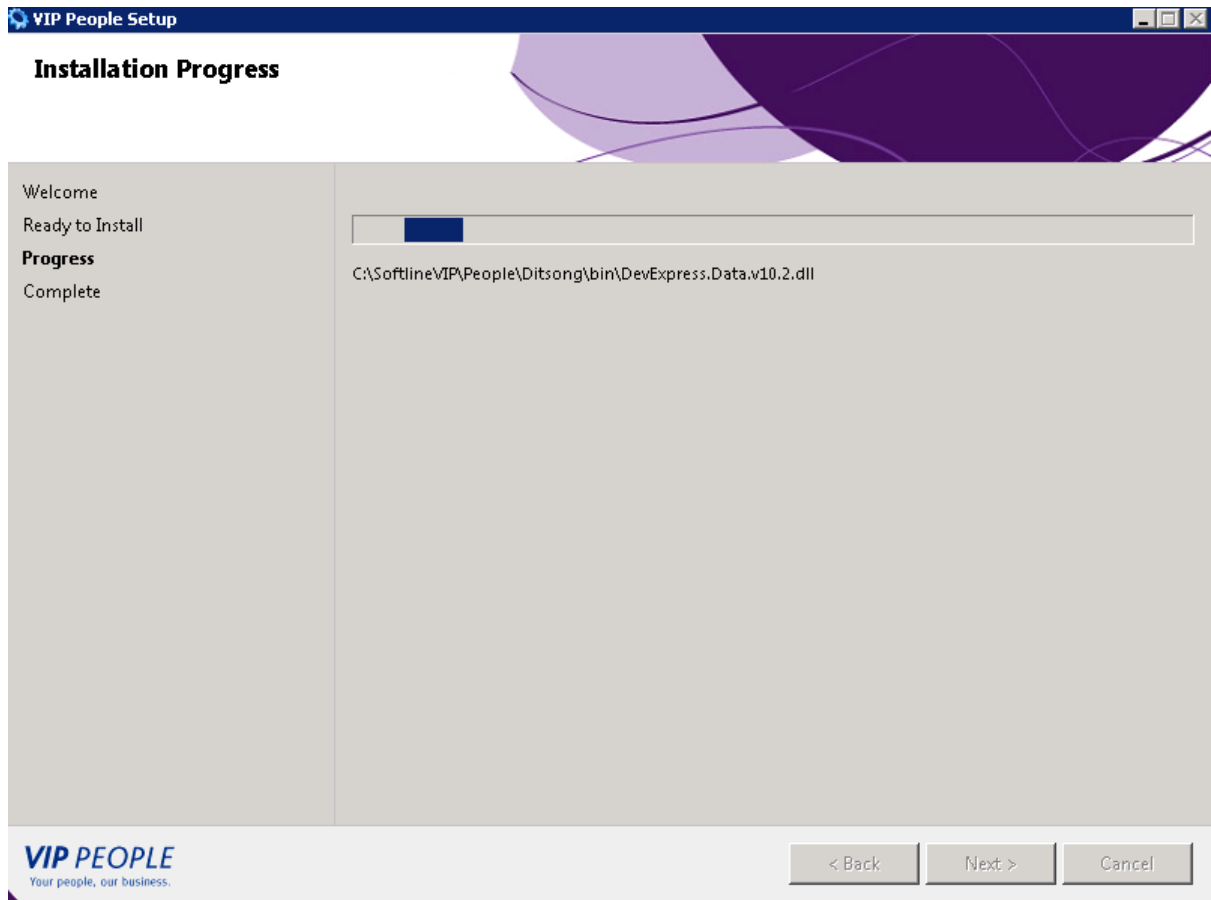 VIP People Setup
Installation Progress
Welcome
Ready to Install
Progress
Complete
C:\SoftlineVIP\People\Ditsong\bin\DevExpress.Data.v10.2.dll
VIP PEOPLE
Your people, our business.
< Back
Next >
Cancel